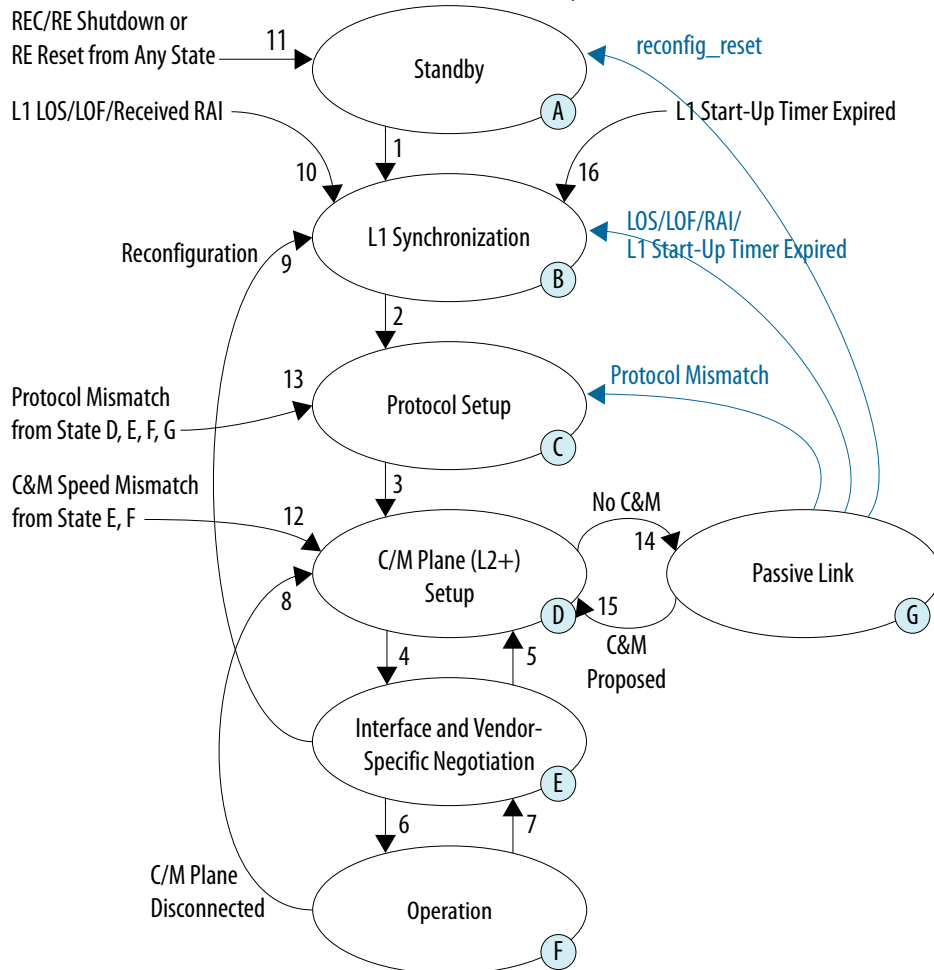 REC/RE Shutdown or
RE Reset from Any State
11
Standby
A
reconfig_reset
L1 LOS/LOF/Received RAI
10
1
16
L1 Start-Up Timer Expired
Reconfiguration
9
L1 Synchronization
B
LOS/LOF/RAI/
L1 Start-Up Timer Expired
2
Protocol Mismatch
from State D, E, F, G
13
Protocol Setup
C
Protocol Mismatch
3
C&M Speed Mismatch
from State E, F
12
8
C/M Plane (L2+)
Setup
D
No C&M
14
15
C&M
Proposed
Passive Link
G
4
5
Interface and Vendor-
Specific Negotiation
E
6
7
C/M Plane
Disconnected
Operation
F